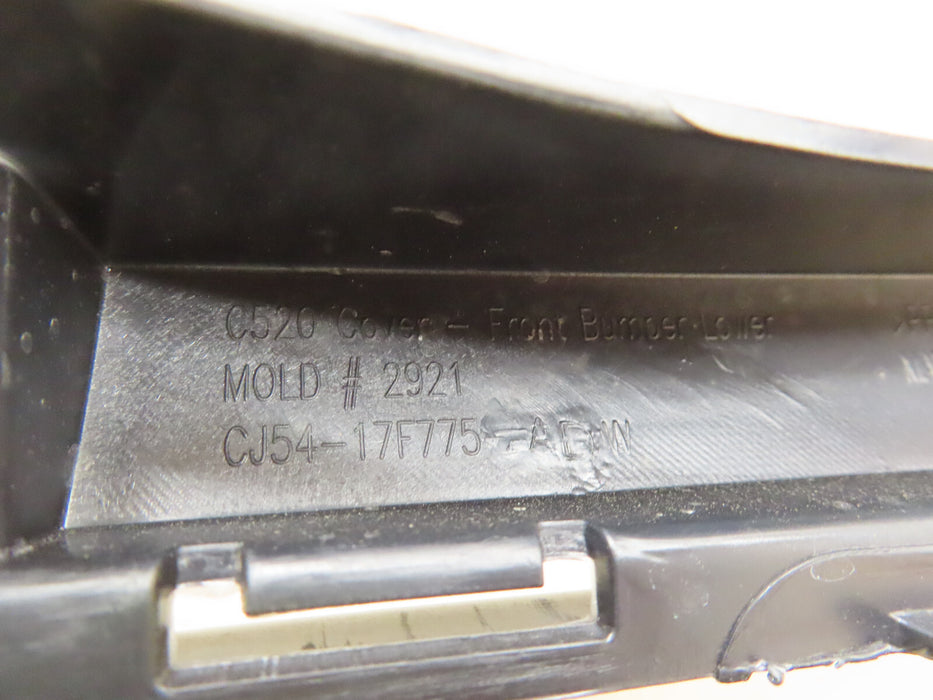 C520 Cover - Front Bumper Lower
MOLD # 2921
CJ54-17F775